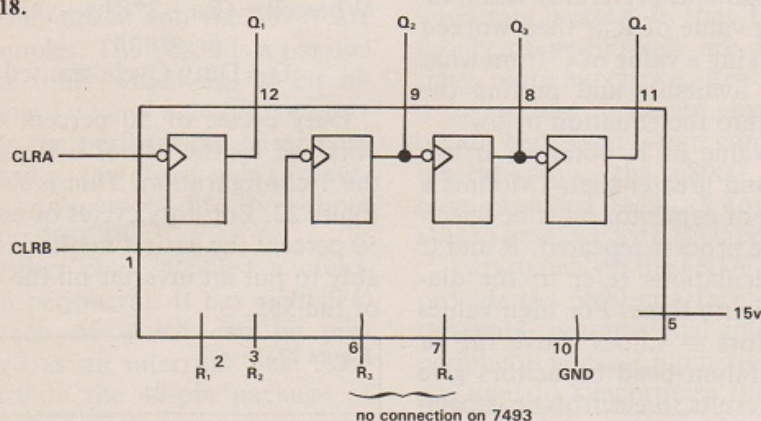 18.
Q₁ Q₂ Q₃ Q₄
12 9 8 11
CLRA
CLRB
1
15v
5
2 3 6 7 10
R₁ R₂ R₃ R₄ GND
no connection on 7493